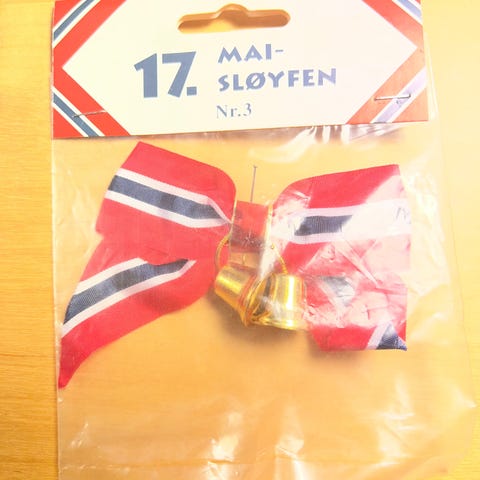 17. MAI-
SLØYFEN
Nr.3